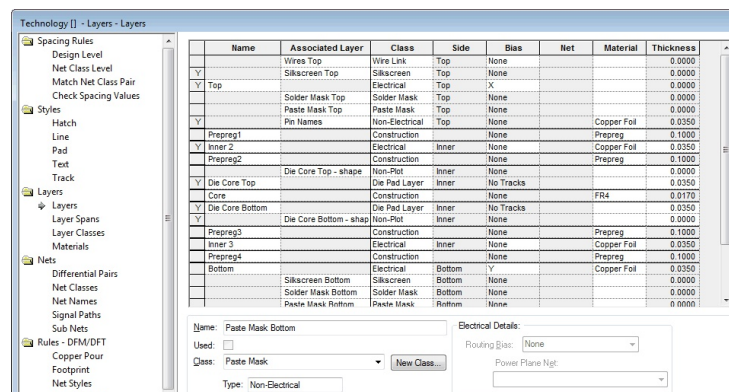 Technology [] - Layers - Layers
Spacing Rules
Design Level
Net Class Level
Match Net Class Pair
Check Spacing Values
Styles
Hatch
Line
Pad
Text
Track
Layers
Layers
Layer Spans
Layer Classes
Materials
Nets
Differential Pairs
Net Classes
Net Names
Signal Paths
Sub Nets
Rules - DFM/DFT
Copper Pour
Footprint
Net Styles
Name Associated Layer Class Side Bias Net Material Thickness
Wires Top Wire Link Top None 0.0000
Y Silkscreen Top Silkscreen Top None 0.0000
Y Top Electrical Top X 0.0000
Solder Mask Top Solder Mask Top None 0.0000
Paste Mask Top Paste Mask Top None 0.0000
Y Pin Names Non-Electrical Top None Copper Foil 0.0350
Prepreg1 Construction None Prepreg 0.1000
Y Inner 2 Electrical Inner None Copper Foil 0.0350
Prepreg2 Construction None Prepreg 0.1000
Die Core Top - shape Non-Plot Inner None 0.0000
Y Die Core Top Die Pad Layer Inner No Tracks 0.0350
Core Construction None FR4 0.0170
Y Die Core Bottom Die Pad Layer Inner No Tracks 0.0350
Y Die Core Bottom - shap Non-Plot Inner None 0.0000
Prepreg3 Construction None Prepreg 0.1000
Inner 3 Electrical Inner None Copper Foil 0.0350
Prepreg4 Construction None Prepreg 0.1000
Bottom Electrical Bottom Y Copper Foil 0.0350
Silkscreen Bottom Silkscreen Bottom None 0.0000
Solder Mask Bottom Solder Mask Bottom None 0.0000
Paste Mask Bottom Paste Mask Bottom None 0.0000
Name: Paste Mask Bottom
Used:
Class: Paste Mask New Class...
Type: Non-Electrical
Electrical Details:
Routing Bias: None
Power Plane Net: